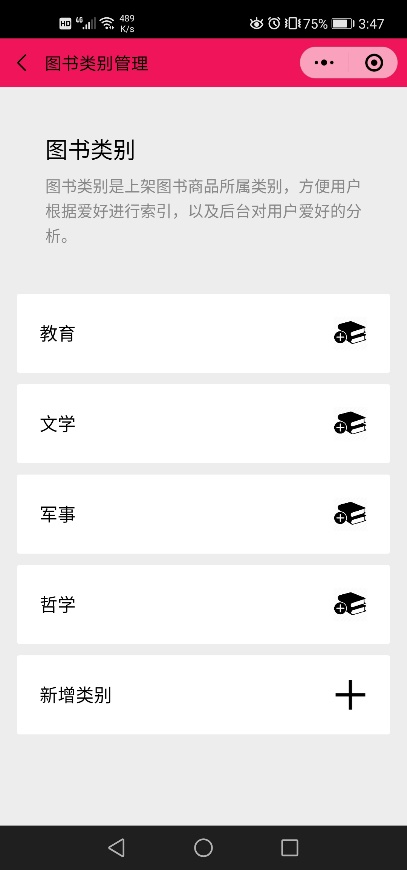 HD 4G 489 K/s 75% 3:47
图书类别管理
图书类别
图书类别是上架图书商品所属类别，方便用户
根据爱好进行索引，以及后台对用户爱好的分
析。
教育
文学
军事
哲学
新增类别